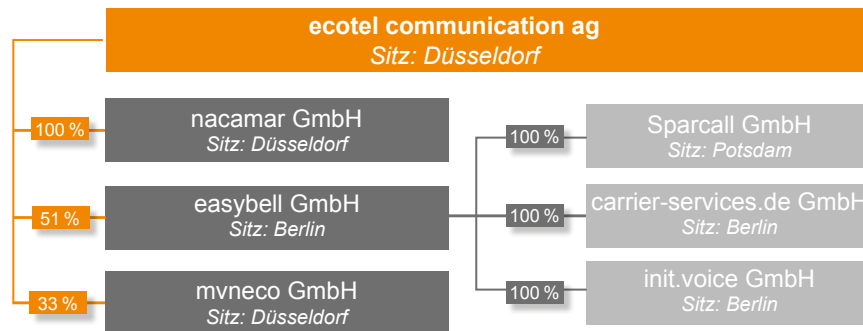 ecotel communication ag
Sitz: Düsseldorf
100 %
nacamar GmbH
Sitz: Düsseldorf
51 %
easybell GmbH
Sitz: Berlin
33 %
mvneco GmbH
Sitz: Düsseldorf
100 %
Sparcall GmbH
Sitz: Potsdam
100 %
carrier-services.de GmbH
Sitz: Berlin
100 %
init.voice GmbH
Sitz: Berlin